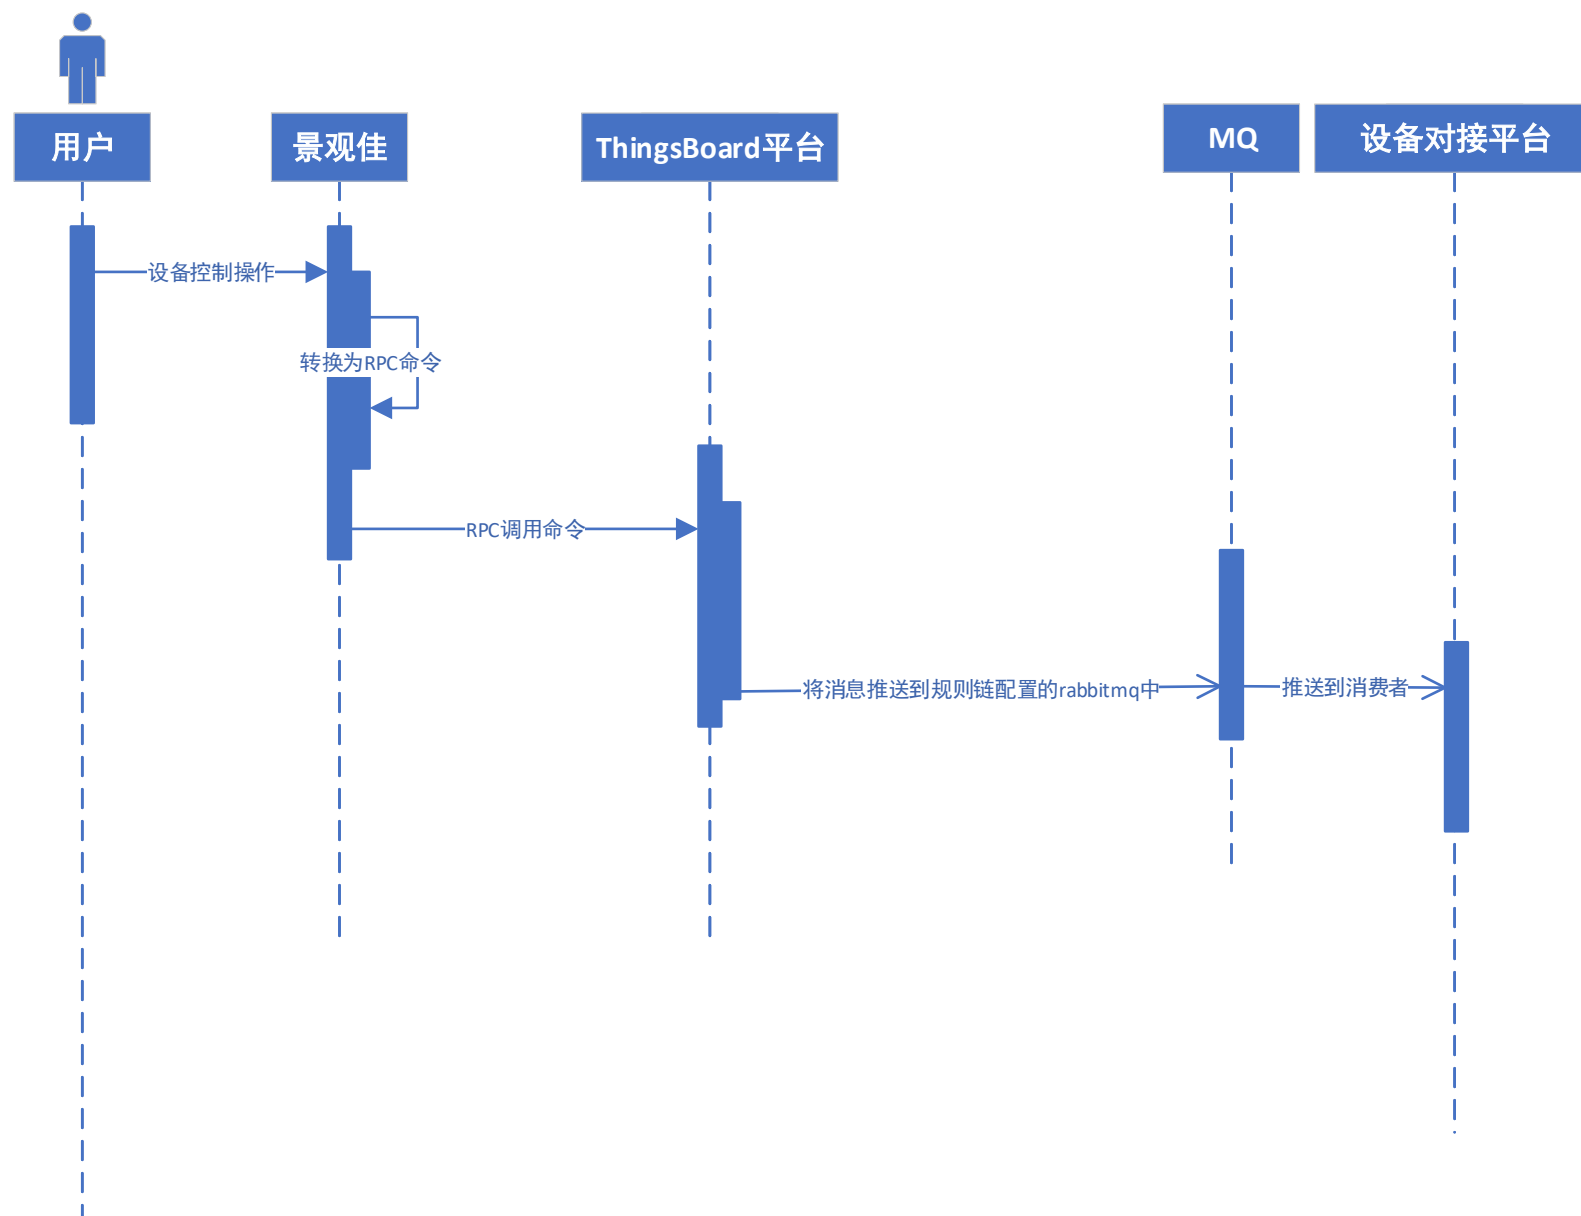 用户
景观佳
ThingsBoard平台
MQ
设备对接平台
设备控制操作
转换为RPC命令
RPC调用命令
将消息推送到规则链配置的rabbitmq中
推送到消费者